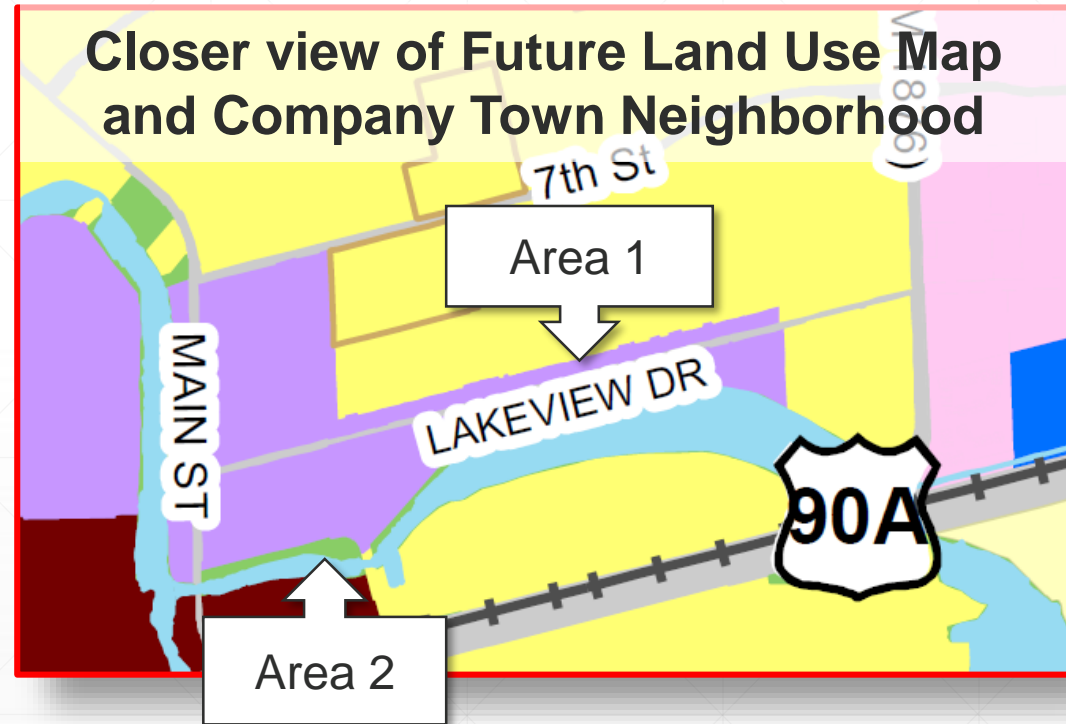 Closer view of Future Land Use Map
and Company Town Neighborhood
7th St
Area 1
MAIN ST
LAKEVIEW DR
90A
Area 2